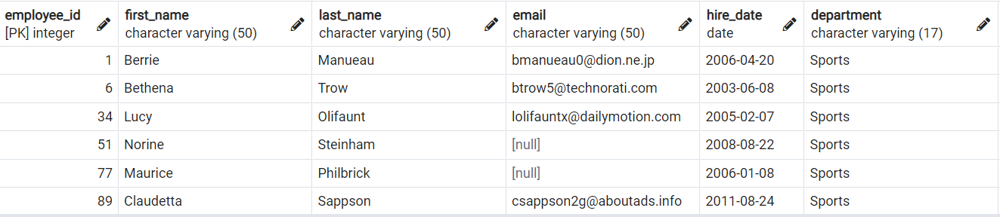 employee_id first_name last_name email hire_date department
[PK] integer character varying (50) character varying (50) character varying (50) date character varying (17)
1 Berrie Manueau bmanueau0@dion.ne.jp 2006-04-20 Sports
6 Bethena Trow btrow5@technorati.com 2003-06-08 Sports
34 Lucy Olifaunt lolifauntx@dailymotion.com 2005-02-07 Sports
51 Norine Steinham [null] 2008-08-22 Sports
77 Maurice Philbrick [null] 2006-01-08 Sports
89 Claudetta Sappson csappson2g@aboutads.info 2011-08-24 Sports